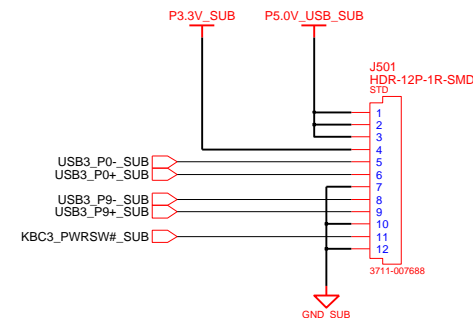 P3.3V_SUB
P5.0V_USB_SUB
J501
HDR-12P-1R-SMD
STD
1
2
3
4
USB3_P0-_SUB 5
USB3_P0+_SUB 6
7
USB3_P9-_SUB 8
USB3_P9+_SUB 9
10
KBC3_PWRSW#_SUB 11
12
3711-007688
GND_SUB